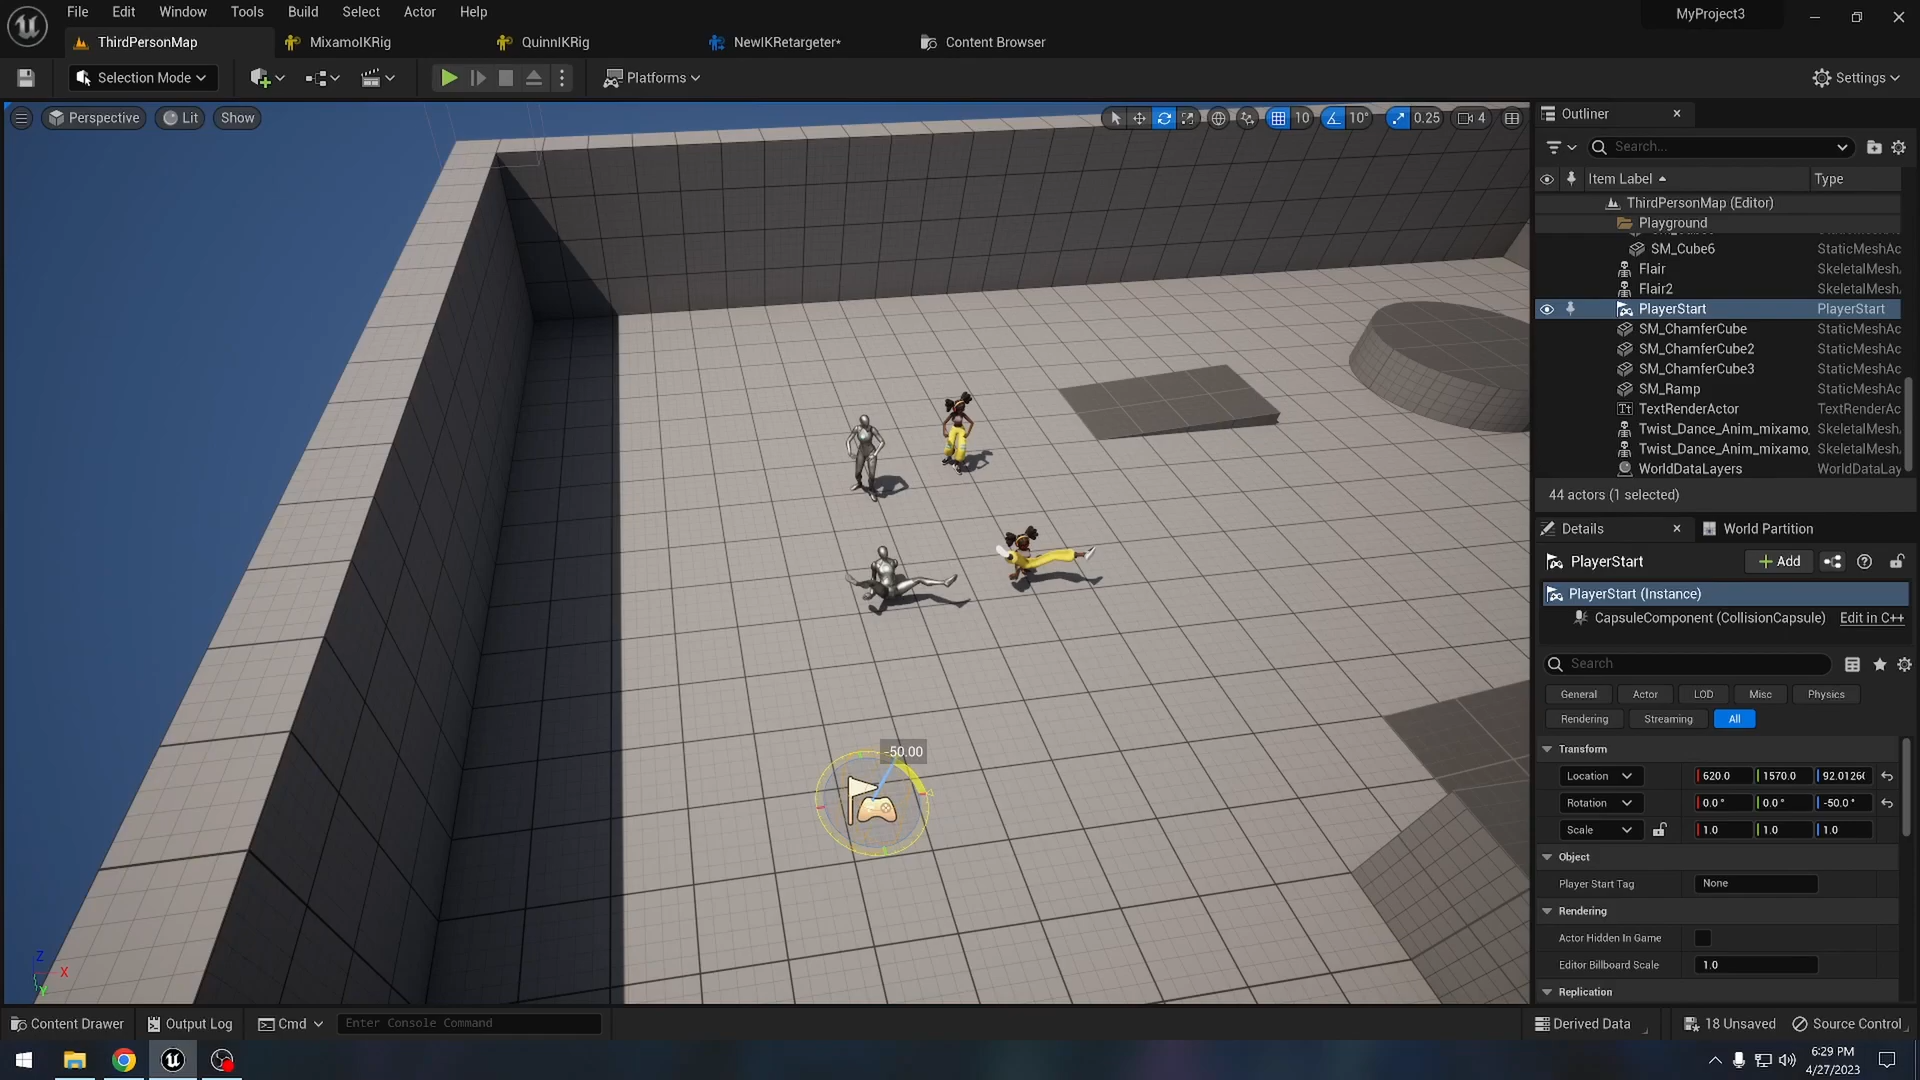 File Edit Window Tools Build Select Actor Help
MyProject3
ThirdPersonMap
MixamoIKRig
QuinnIKRig
NewIKRetargeter*
Content Browser
Selection Mode
Platforms
Settings
Perspective
Lit
Show
10
10°
0.25
4
Outliner
Search...
Item Label
Type
ThirdPersonMap (Editor)
Playground
SM_Cube6 StaticMeshAc
Flair SkeletalMesh
Flair2 SkeletalMesh
PlayerStart PlayerStart
SM_ChamferCube StaticMeshAc
SM_ChamferCube2 StaticMeshAc
SM_ChamferCube3 StaticMeshAc
SM_Ramp StaticMeshAc
TextRenderActor TextRenderAc
Twist_Dance_Anim_mixamo_ SkeletalMesh
Twist_Dance_Anim_mixamo_ SkeletalMesh
WorldDataLayers WorldDataLay
44 actors (1 selected)
Details
World Partition
PlayerStart
Add
PlayerStart (Instance)
CapsuleComponent (CollisionCapsule) Edit in C++
Search
General Actor LOD Misc Physics
Rendering Streaming All
Transform
Location 620.0 1570.0 92.0126
Rotation 0.0 ° 0.0 ° -50.0 °
Scale 1.0 1.0 1.0
Object
Player Start Tag None
Rendering
Actor Hidden In Game
Editor Billboard Scale 1.0
Replication
-50.00
Z
X
Y
Content Drawer
Output Log
Cmd
Enter Console Command
Derived Data
18 Unsaved
Source Control
6:29 PM
4/27/2023